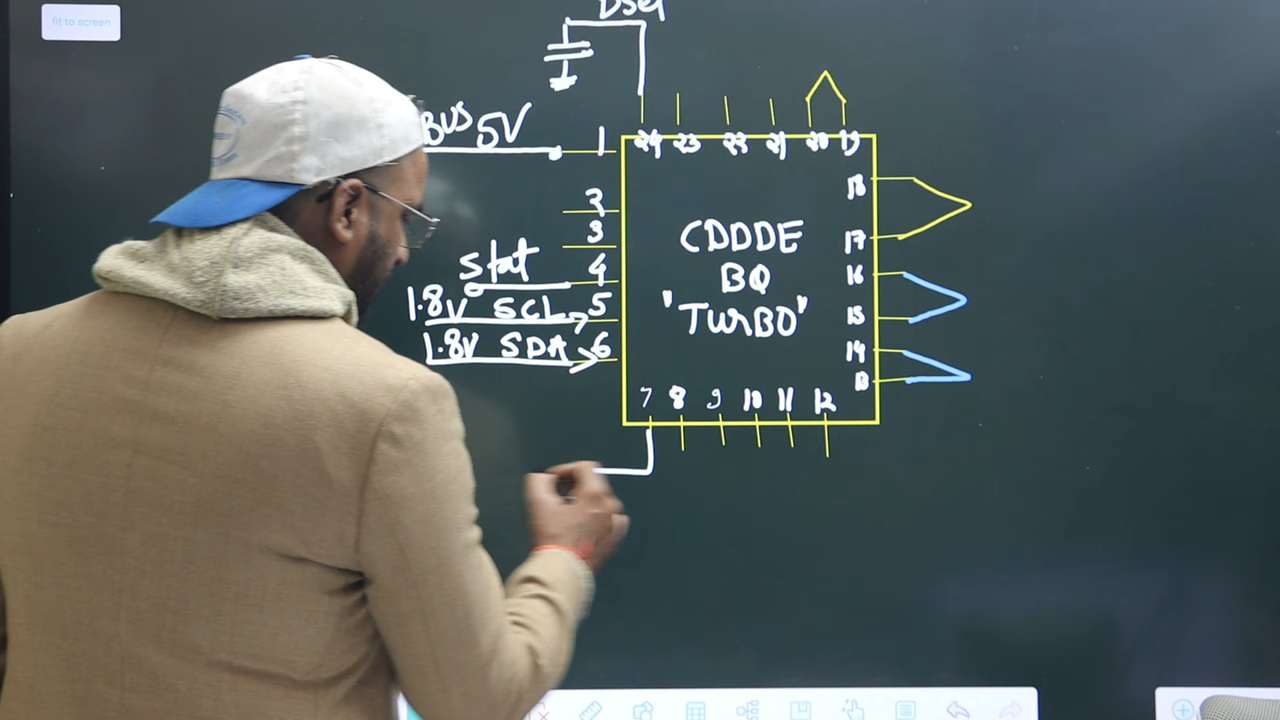 fit to screen
Dsel
BUS 5V
1
2
3
Stat 4
1.8V SCL 5
1.8V SDA 6
24 23 22 21 20 19
18
17
16
15
14
13
CDDDE
BQ
"TURBO"
7 8 9 10 11 12